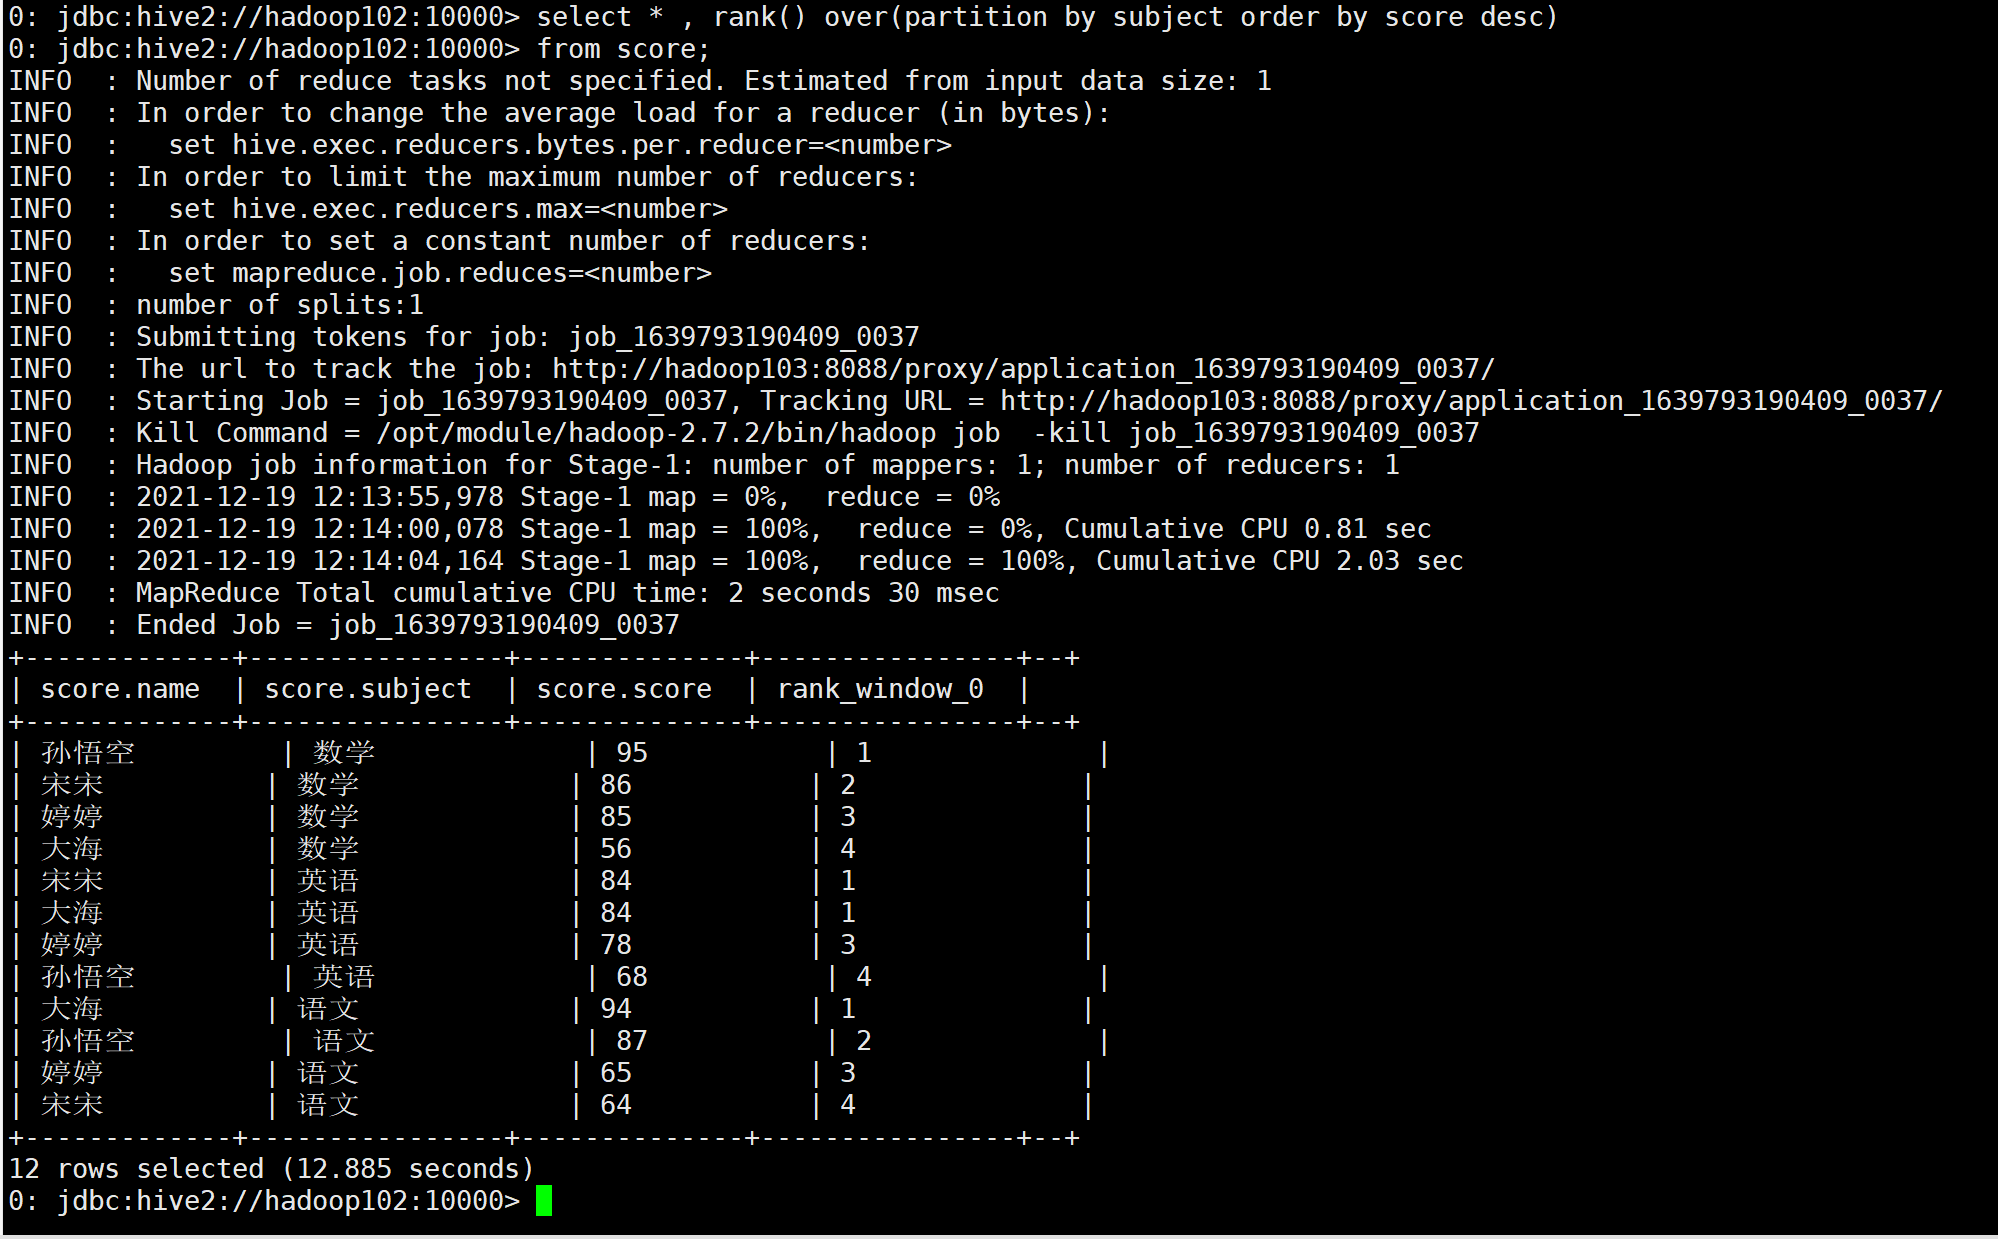 0: jdbc:hive2://hadoop102:10000> select * , rank() over(partition by subject order by score desc)
0: jdbc:hive2://hadoop102:10000> from score;
INFO  : Number of reduce tasks not specified. Estimated from input data size: 1
INFO  : In order to change the average load for a reducer (in bytes):
INFO  :   set hive.exec.reducers.bytes.per.reducer=<number>
INFO  : In order to limit the maximum number of reducers:
INFO  :   set hive.exec.reducers.max=<number>
INFO  : In order to set a constant number of reducers:
INFO  :   set mapreduce.job.reduces=<number>
INFO  : number of splits:1
INFO  : Submitting tokens for job: job_1639793190409_0037
INFO  : The url to track the job: http://hadoop103:8088/proxy/application_1639793190409_0037/
INFO  : Starting Job = job_1639793190409_0037, Tracking URL = http://hadoop103:8088/proxy/application_1639793190409_0037/
INFO  : Kill Command = /opt/module/hadoop-2.7.2/bin/hadoop job  -kill job_1639793190409_0037
INFO  : Hadoop job information for Stage-1: number of mappers: 1; number of reducers: 1
INFO  : 2021-12-19 12:13:55,978 Stage-1 map = 0%,  reduce = 0%
INFO  : 2021-12-19 12:14:00,078 Stage-1 map = 100%,  reduce = 0%, Cumulative CPU 0.81 sec
INFO  : 2021-12-19 12:14:04,164 Stage-1 map = 100%,  reduce = 100%, Cumulative CPU 2.03 sec
INFO  : MapReduce Total cumulative CPU time: 2 seconds 30 msec
INFO  : Ended Job = job_1639793190409_0037
+-------------+----------------+--------------+----------------+--+
| score.name  | score.subject  | score.score  | rank_window_0  |
+-------------+----------------+--------------+----------------+--+
| 孙悟空         | 数学             | 95           | 1              |
| 宋宋          | 数学             | 86           | 2              |
| 婷婷          | 数学             | 85           | 3              |
| 大海          | 数学             | 56           | 4              |
| 宋宋          | 英语             | 84           | 1              |
| 大海          | 英语             | 84           | 1              |
| 婷婷          | 英语             | 78           | 3              |
| 孙悟空         | 英语             | 68           | 4              |
| 大海          | 语文             | 94           | 1              |
| 孙悟空         | 语文             | 87           | 2              |
| 婷婷          | 语文             | 65           | 3              |
| 宋宋          | 语文             | 64           | 4              |
+-------------+----------------+--------------+----------------+--+
12 rows selected (12.885 seconds)
0: jdbc:hive2://hadoop102:10000>